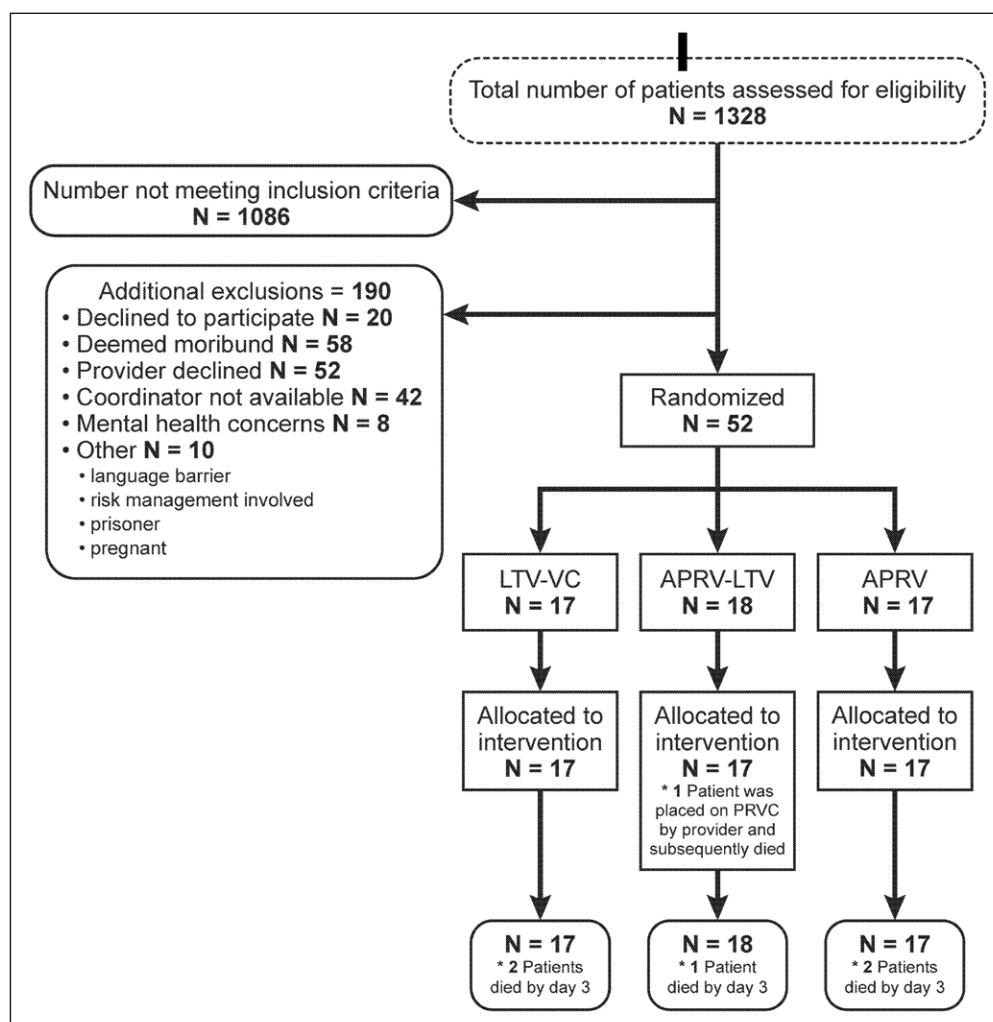 Total number of patients assessed for eligibility
N = 1328
Number not meeting inclusion criteria
N = 1086
Additional exclusions = 190
• Declined to participate N = 20
• Deemed moribund N = 58
• Provider declined N = 52
• Coordinator not available N = 42
• Mental health concerns N = 8
• Other N = 10
• language barrier
• risk management involved
• prisoner
• pregnant
Randomized
N = 52
LTV-VC
N = 17
APRV-LTV
N = 18
APRV
N = 17
Allocated to
intervention
N = 17
Allocated to
intervention
N = 17
* 1 Patient was
placed on PRVC
by provider and
subsequently died
Allocated to
intervention
N = 17
N = 17
* 2 Patients
died by day 3
N = 18
* 1 Patient
died by day 3
N = 17
* 2 Patients
died by day 3